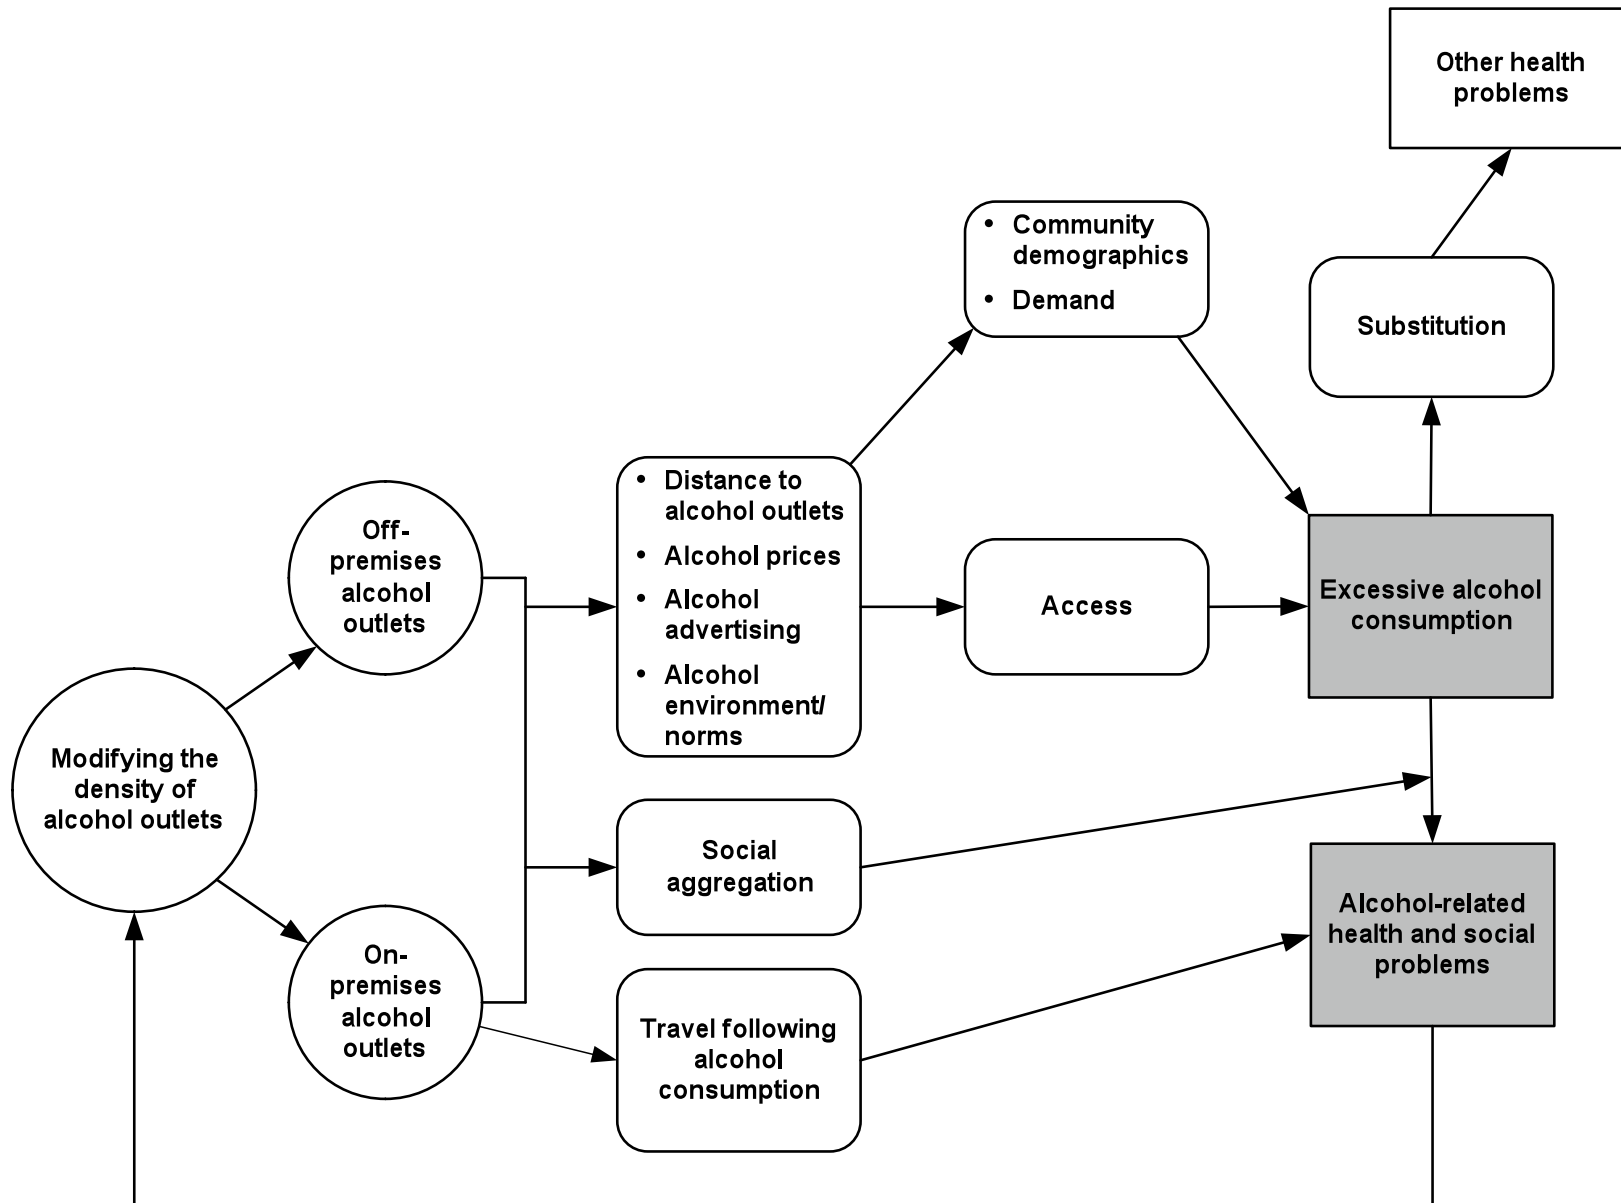 Other health
problems
• Community
demographics
• Demand
Substitution
• Distance to
alcohol outlets
• Alcohol prices
• Alcohol
advertising
• Alcohol
environment/
norms
Off-
premises
alcohol
outlets
Access
Excessive alcohol
consumption
Modifying the
density of
alcohol outlets
Social
aggregation
Alcohol-related
health and social
problems
On-
premises
alcohol
outlets
Travel following
alcohol
consumption